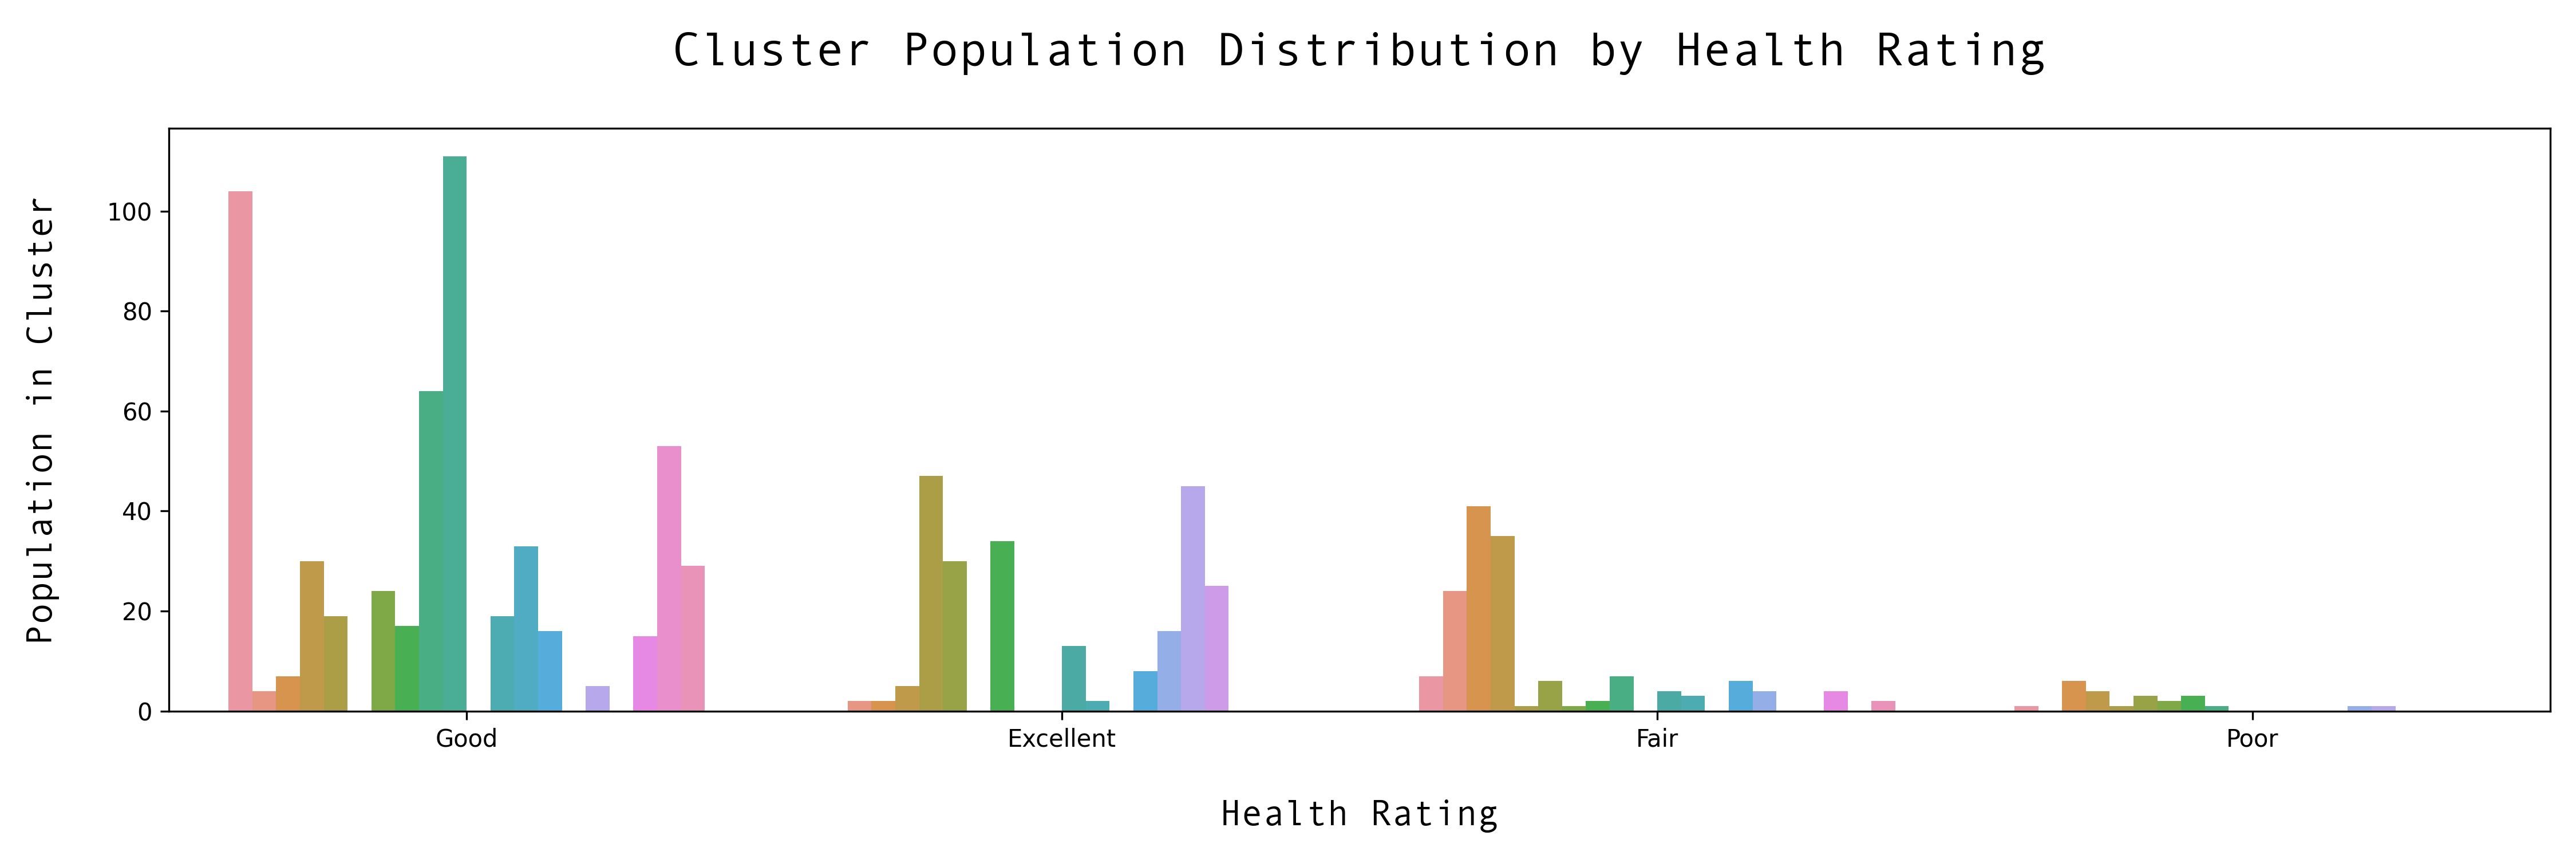 Cluster Population Distribution by Health Rating
Population in Cluster
100
80
60
40
20
0
Good Excellent Fair Poor
Health Rating